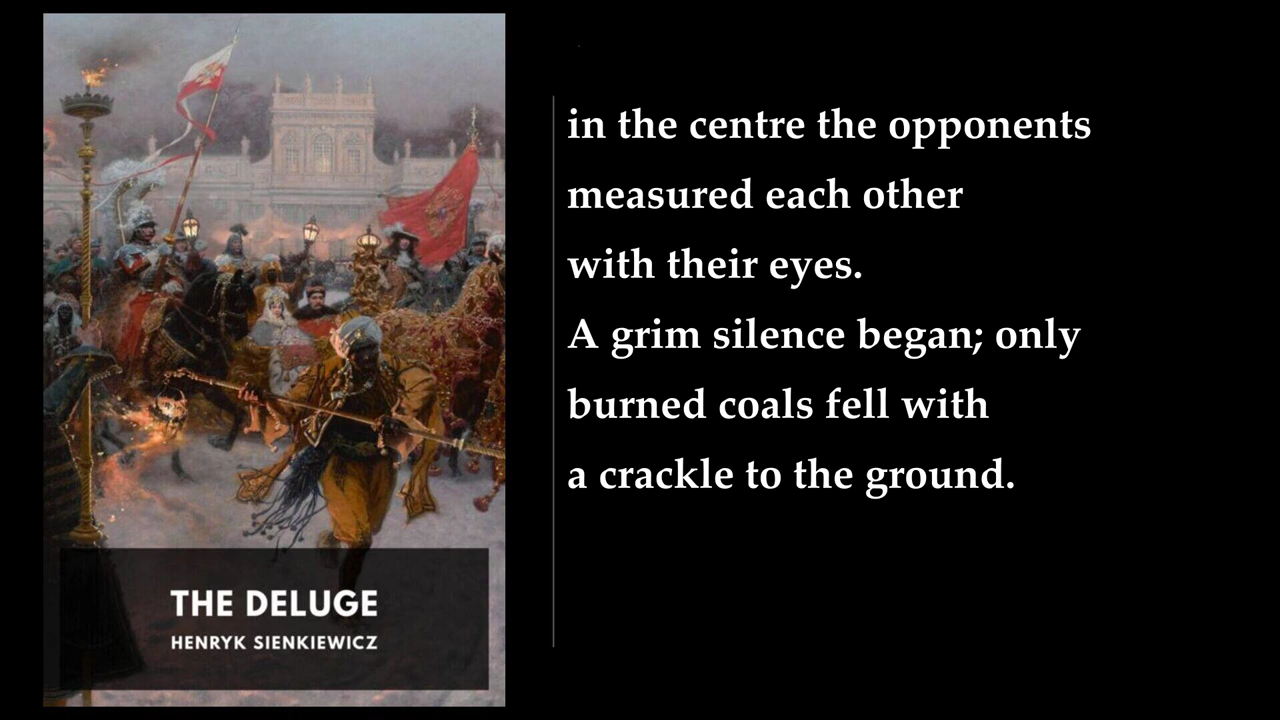 in the centre the opponents
measured each other
with their eyes.
A grim silence began; only
burned coals fell with
a crackle to the ground.
THE DELUGE
HENRYK SIENKIEWICZ